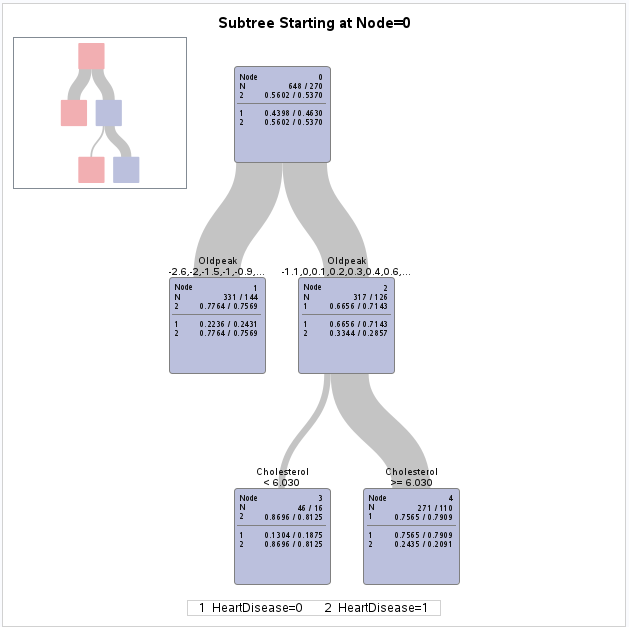 Subtree Starting at Node=0
Node 0
N 648 / 270
2 0.5602 / 0.5370
1 0.4398 / 0.4630
2 0.5602 / 0.5370
Oldpeak
-2.6,-2,-1.5,-1,-0.9,...
Oldpeak
-1.1,0,0.1,0.2,0.3,0.4,0.6,...
Node 1
N 331 / 144
2 0.7764 / 0.7569
1 0.2236 / 0.2431
2 0.7764 / 0.7569
Node 2
N 317 / 126
1 0.6656 / 0.7143
1 0.6656 / 0.7143
2 0.3344 / 0.2857
Cholesterol
< 6.030
Cholesterol
>= 6.030
Node 3
N 46 / 16
2 0.8696 / 0.8125
1 0.1304 / 0.1875
2 0.8696 / 0.8125
Node 4
N 271 / 110
1 0.7565 / 0.7909
1 0.7565 / 0.7909
2 0.2435 / 0.2091
1 HeartDisease=0 2 HeartDisease=1